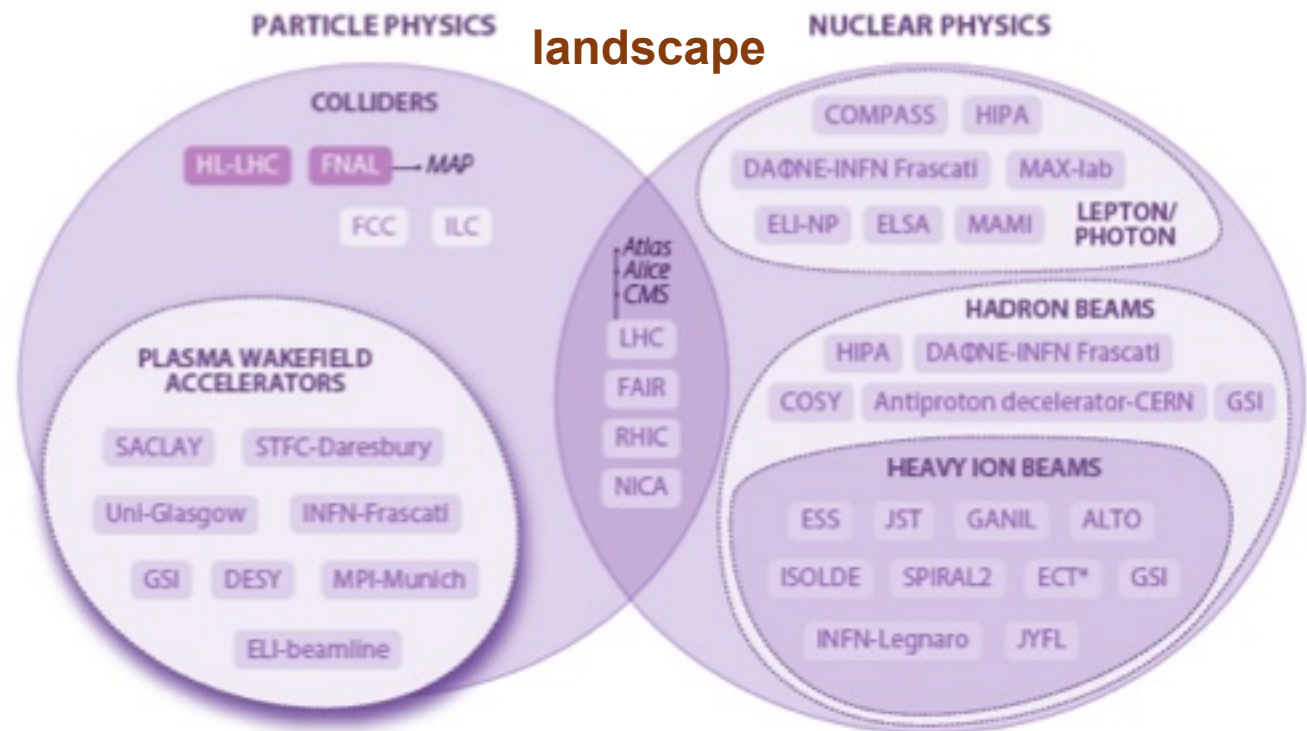 PARTICLE PHYSICS
landscape
NUCLEAR PHYSICS
COLLIDERS
HL-LHC FNAL MAP
FCC ILC
PLASMA WAKEFIELD
ACCELERATORS
SACLAY STFC-Daresbury
Uni-Glasgow INFN-Frascati
GSI DESY MPI-Munich
ELI-beamline
Atlas
Alice
CMS
LHC
FAIR
RHIC
NICA
COMPASS HIPA
DAΦNE-INFN Frascati MAX-lab
ELI-NP ELSA MAMI
LEPTON/
PHOTON
HADRON BEAMS
HIPA DAΦNE-INFN Frascati
COSY Antiproton decelerator-CERN GSI
HEAVY ION BEAMS
ESS JST GANIL ALTO
ISOLDE SPIRAL2 ECT* GSI
INFN-Legnaro JYFL